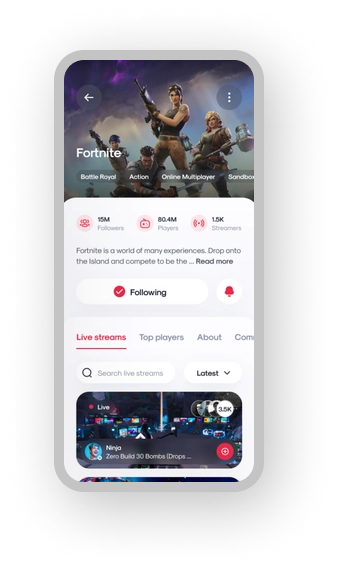 Fortnite
Battle Royal Action Online Multiplayer Sandbox
15M 80.4M 1.5K
Followers Players Streamers
Fortnite is a world of many experiences. Drop onto
the Island and compete to be the ... Read more
Following
Live streams Top players About Com
Search live streams Latest
Live 3.5K
Ninja
Zero Build 30 Bombs (Drops ...